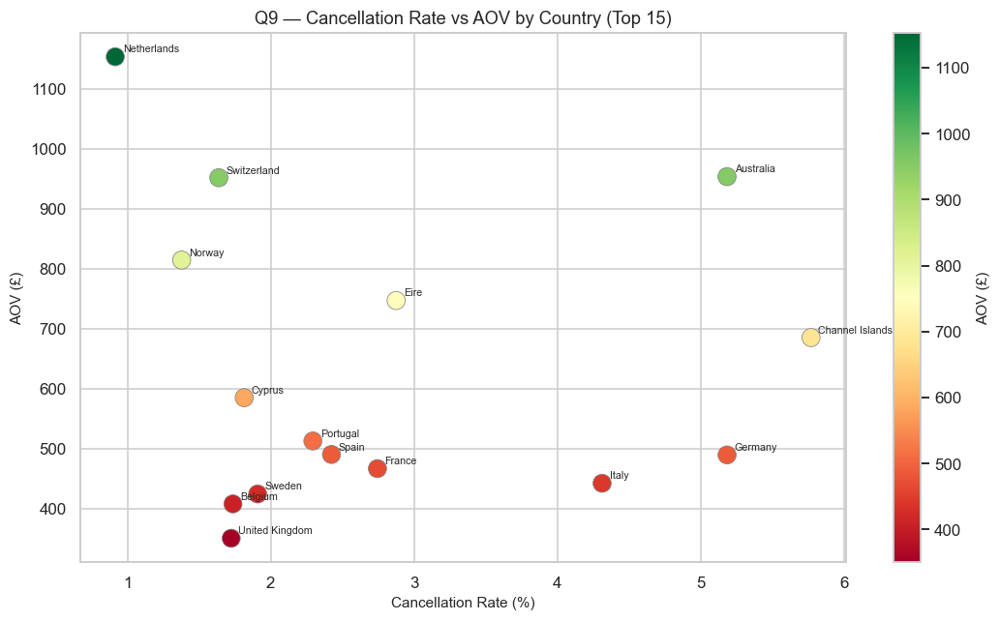 Q9 — Cancellation Rate vs AOV by Country (Top 15)
Netherlands
Switzerland
Australia
Norway
Eire
Channel Islands
Cyprus
Portugal
Spain
France
Germany
Italy
Sweden
Belgium
United Kingdom
AOV (£)
1100
1000
900
800
700
600
500
400
1 2 3 4 5 6
Cancellation Rate (%)
1100
1000
900
800
700
600
500
400
AOV (£)